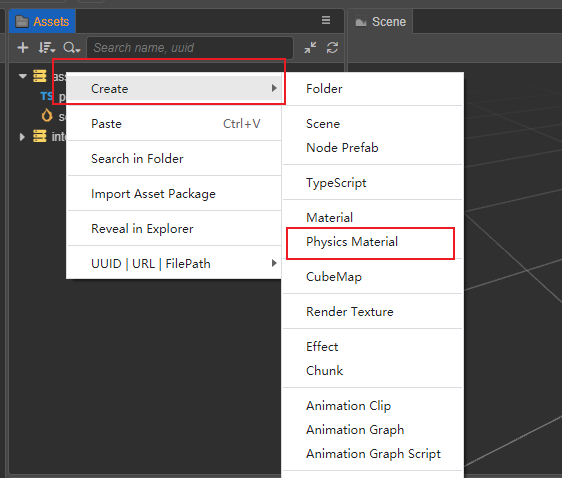 Assets
Scene
Search name, uuid
ass
TS p
s
inte
Create
Paste Ctrl+V
Search in Folder
Import Asset Package
Reveal in Explorer
UUID | URL | FilePath
Folder
Scene
Node Prefab
TypeScript
Material
Physics Material
CubeMap
Render Texture
Effect
Chunk
Animation Clip
Animation Graph
Animation Graph Script